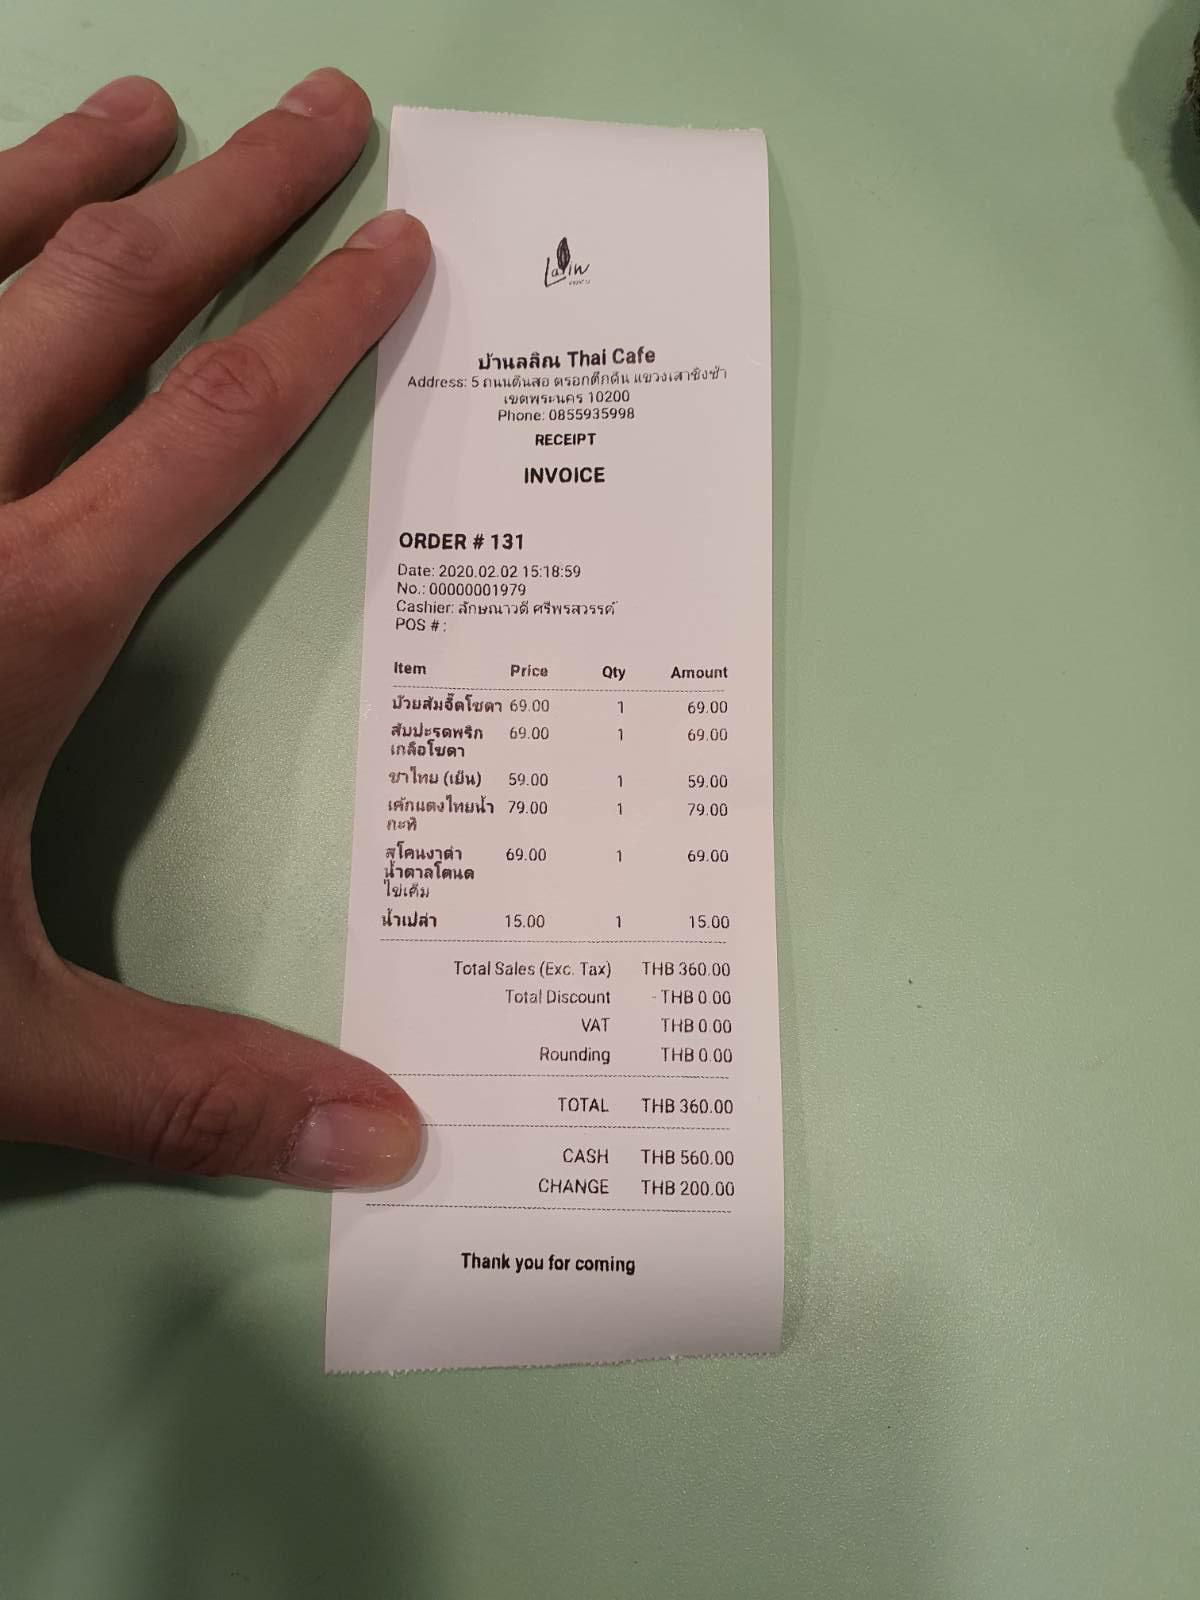 Lalin
บ้านลลิณ Thai Cafe
Address: 5 ถนนดินสอ ตรอกตึกดิน แขวงเสาชิงช้า
เขตพระนคร 10200
Phone: 0855935998
RECEIPT
INVOICE
ORDER # 131
Date: 2020.02.02 15:18:59
No.: 00000001979
Cashier: ลักษณาวดี ศรีพรสวรรค์
POS # :
Item Price Qty Amount
บ๊วยส้มจี๊ดโซดา 69.00 1 69.00
สัปปะรดพริก 69.00 1 69.00
เกลือโซดา
ชาไทย (เย็น) 59.00 1 59.00
เค้กแตงไทยน้ำ 79.00 1 79.00
กะทิ
สโคนงาดำ 69.00 1 69.00
น้ำตาลโตนด
ไข่เค็ม
น้ำเปล่า 15.00 1 15.00
Total Sales (Exc. Tax) THB 360.00
Total Discount - THB 0.00
VAT THB 0.00
Rounding THB 0.00
TOTAL THB 360.00
CASH THB 560.00
CHANGE THB 200.00
Thank you for coming